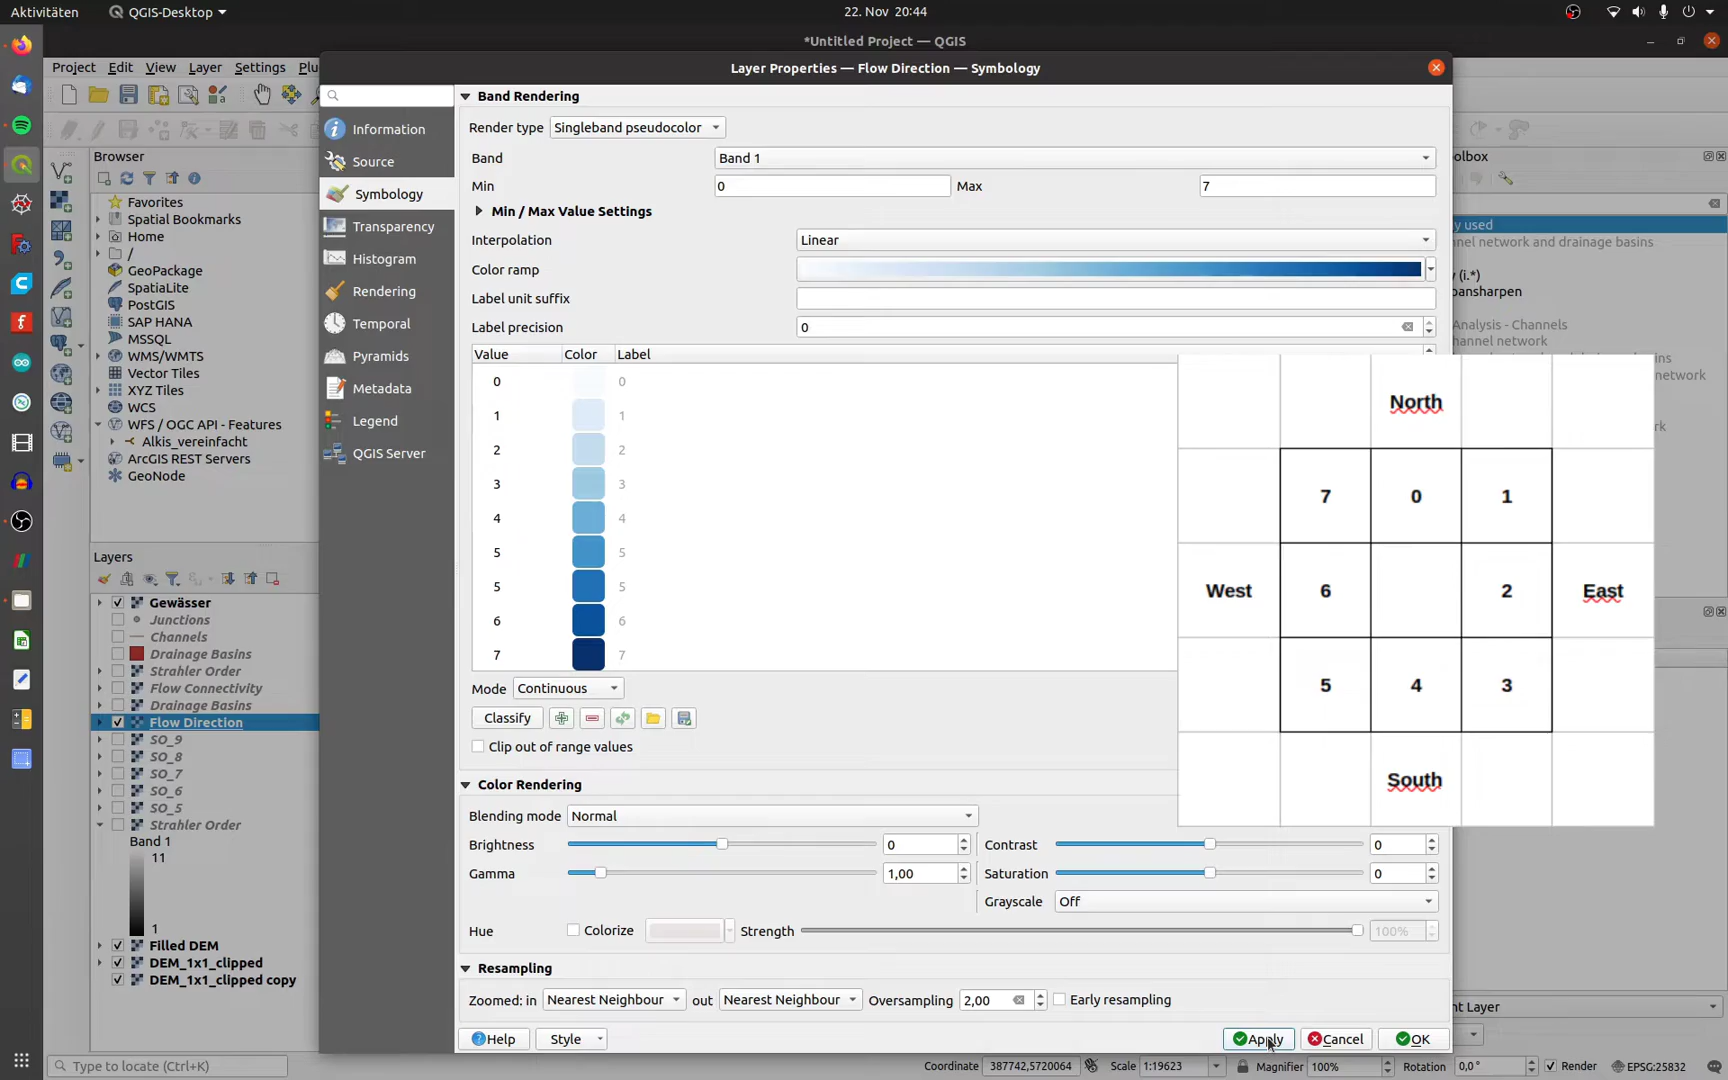 Aktivitäten
QGIS-Desktop
22. Nov 20:44
*Untitled Project — QGIS
Project Edit View Layer Settings Plu
Layer Properties — Flow Direction — Symbology
Browser
Favorites
Spatial Bookmarks
Home
/
GeoPackage
SpatiaLite
PostGIS
SAP HANA
MSSQL
WMS/WMTS
Vector Tiles
XYZ Tiles
WCS
WFS / OGC API - Features
Alkis_vereinfacht
ArcGIS REST Servers
GeoNode
Layers
Gewässer
Junctions
Channels
Drainage Basins
Strahler Order
Flow Connectivity
Drainage Basins
Flow Direction
SO_9
SO_8
SO_7
SO_6
SO_5
Strahler Order
Band 1
11
1
Filled DEM
DEM_1x1_clipped
DEM_1x1_clipped copy
Information
Source
Symbology
Transparency
Histogram
Rendering
Temporal
Pyramids
Metadata
Legend
QGIS Server
Band Rendering
Render type Singleband pseudocolor
Band Band 1
Min 0 Max 7
Min / Max Value Settings
Interpolation Linear
Color ramp
Label unit suffix
Label precision 0
Value Color Label
0 0
1 1
2 2
3 3
4 4
5 5
5 5
6 6
7 7
Mode Continuous
Classify
Clip out of range values
Color Rendering
Blending mode Normal
Brightness 0 Contrast 0
Gamma 1,00 Saturation 0
Grayscale Off
Hue Colorize Strength 100%
Resampling
Zoomed: in Nearest Neighbour out Nearest Neighbour Oversampling 2,00 Early resampling
Help Style Apply Cancel OK
North
7 0 1
West 6 2 East
5 4 3
South
olbox
y used
nnel network and drainage basins
y (i.*)
pansharpen
Analysis - Channels
nnel network
network
nt Layer
Type to locate (Ctrl+K)
Coordinate 387742,5720064 Scale 1:19623 Magnifier 100% Rotation 0,0 ° Render EPSG:25832